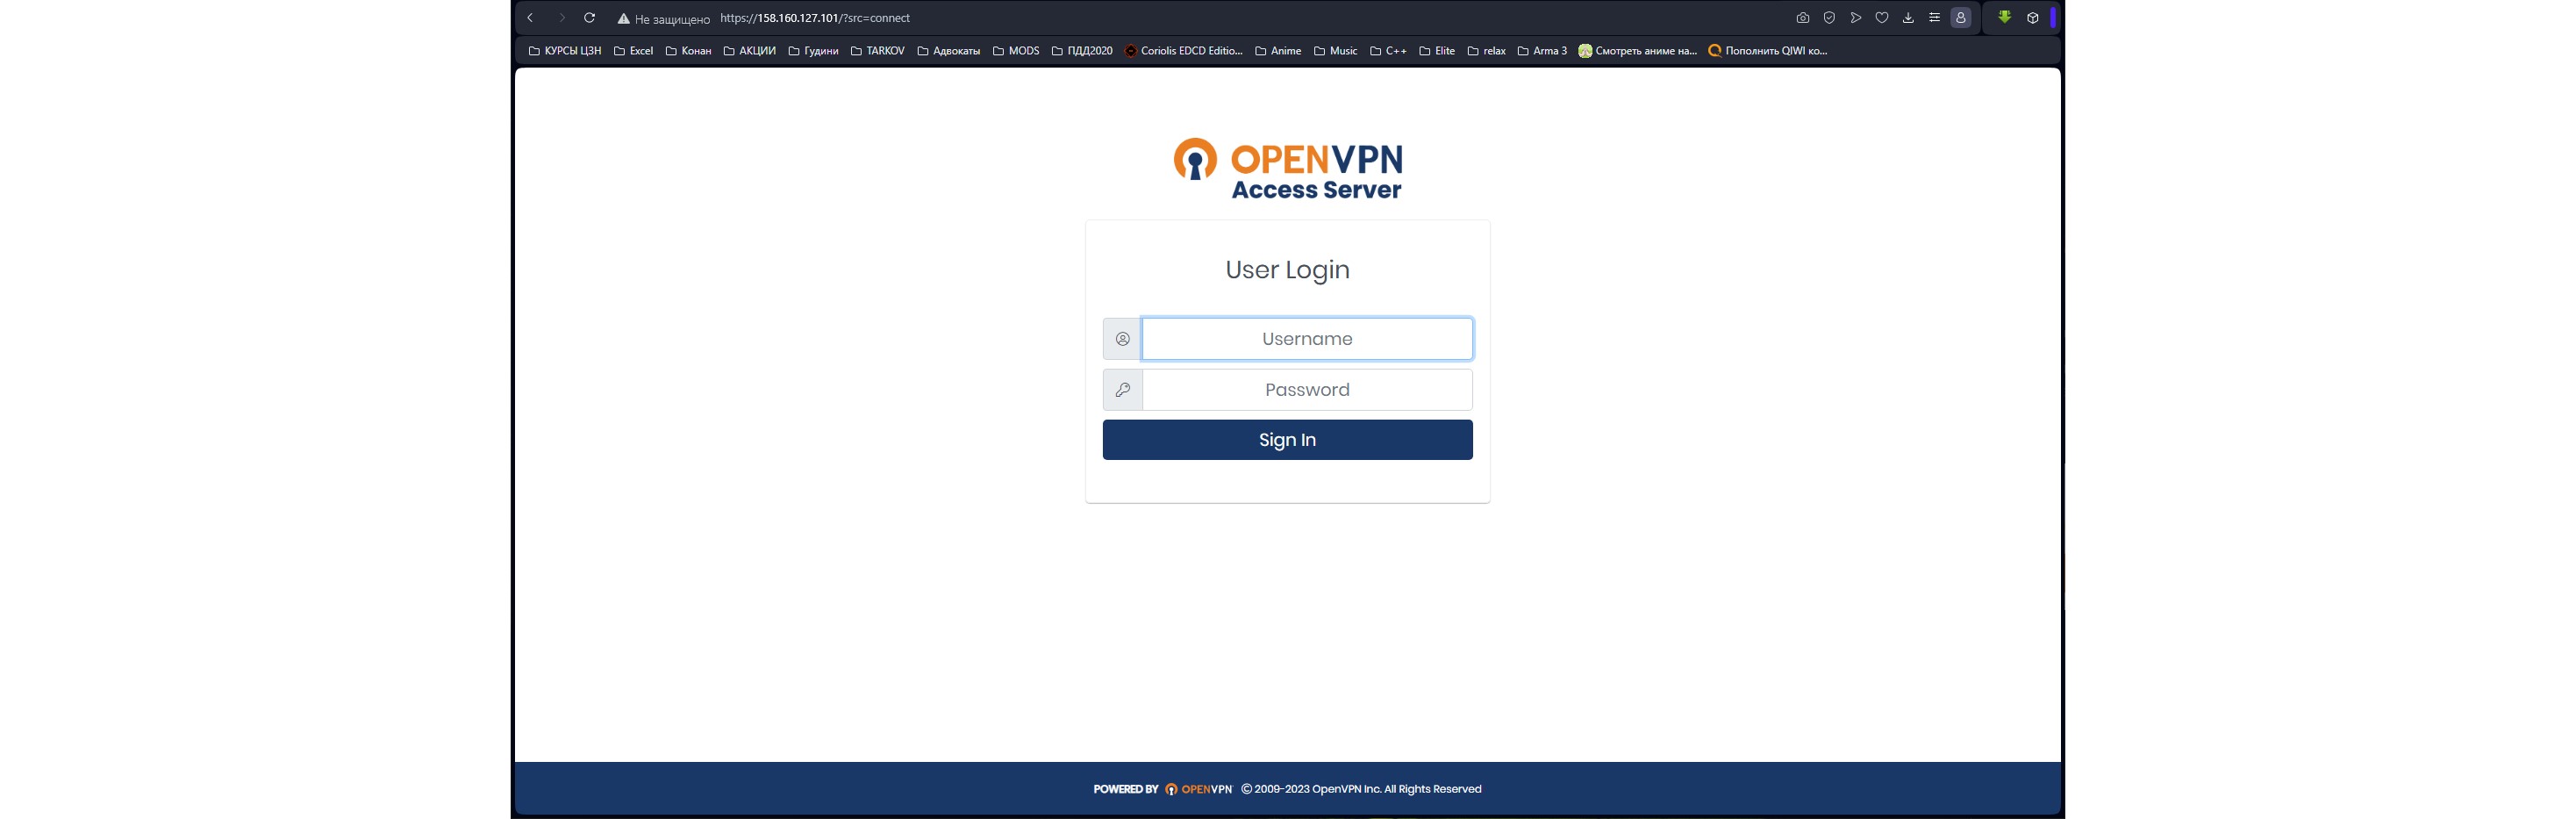 Не защищено https://158.160.127.101/?src=connect
КУРСЫ ЦЗН Excel Конан АКЦИИ Гудини TARKOV Адвокаты MODS ПДД2020 Coriolis EDCD Editio... Anime Music C++ Elite relax Arma 3 Смотреть аниме на... Пополнить QIWI ко...
OPENVPN
Access Server
User Login
Username
Password
Sign In
POWERED BY OPENVPN © 2009-2023 OpenVPN Inc. All Rights Reserved